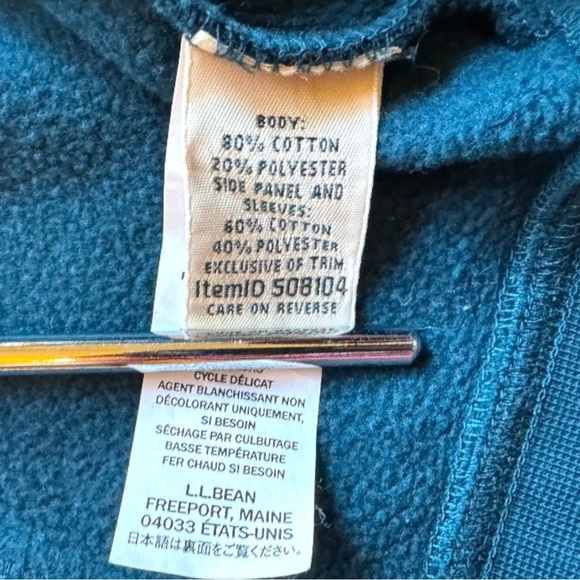 BODY:
80% COTTON
20% POLYESTER
SIDE PANEL AND
SLEEVES:
60% COTTON
40% POLYESTER
EXCLUSIVE OF TRIM
ItemID 508104
CARE ON REVERSE
CYCLE DÉLICAT
AGENT BLANCHISSANT NON
DÉCOLORANT UNIQUEMENT,
SI BESOIN
SÉCHAGE PAR CULBUTAGE
BASSE TEMPÉRATURE
FER CHAUD SI BESOIN
L.L.BEAN
FREEPORT, MAINE
04033 ÉTATS-UNIS
日本語は裏面をご覧ください。